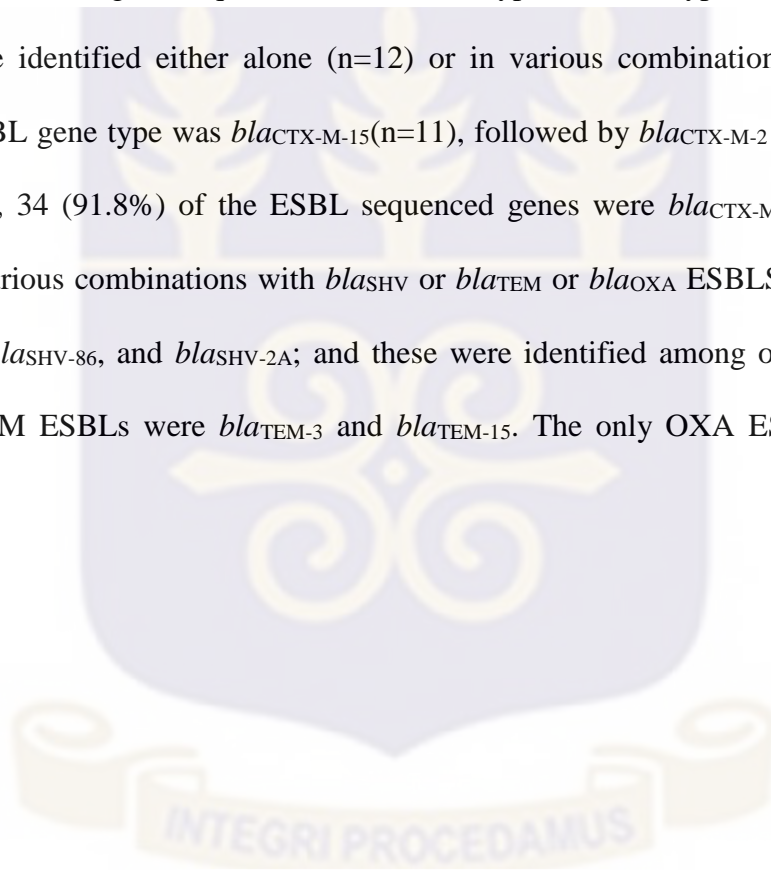 e identified either alone (n=12) or in various combination
BL gene type was blaCTX-M-15(n=11), followed by blaCTX-M-2
, 34 (91.8%) of the ESBL sequenced genes were blaCTX-M
arious combinations with blaSHV or blaTEM or blaOXA ESBLS
laSHV-86, and blaSHV-2A; and these were identified among o
M ESBLs were blaTEM-3 and blaTEM-15. The only OXA ES
INTEGRI PROCEDAMUS